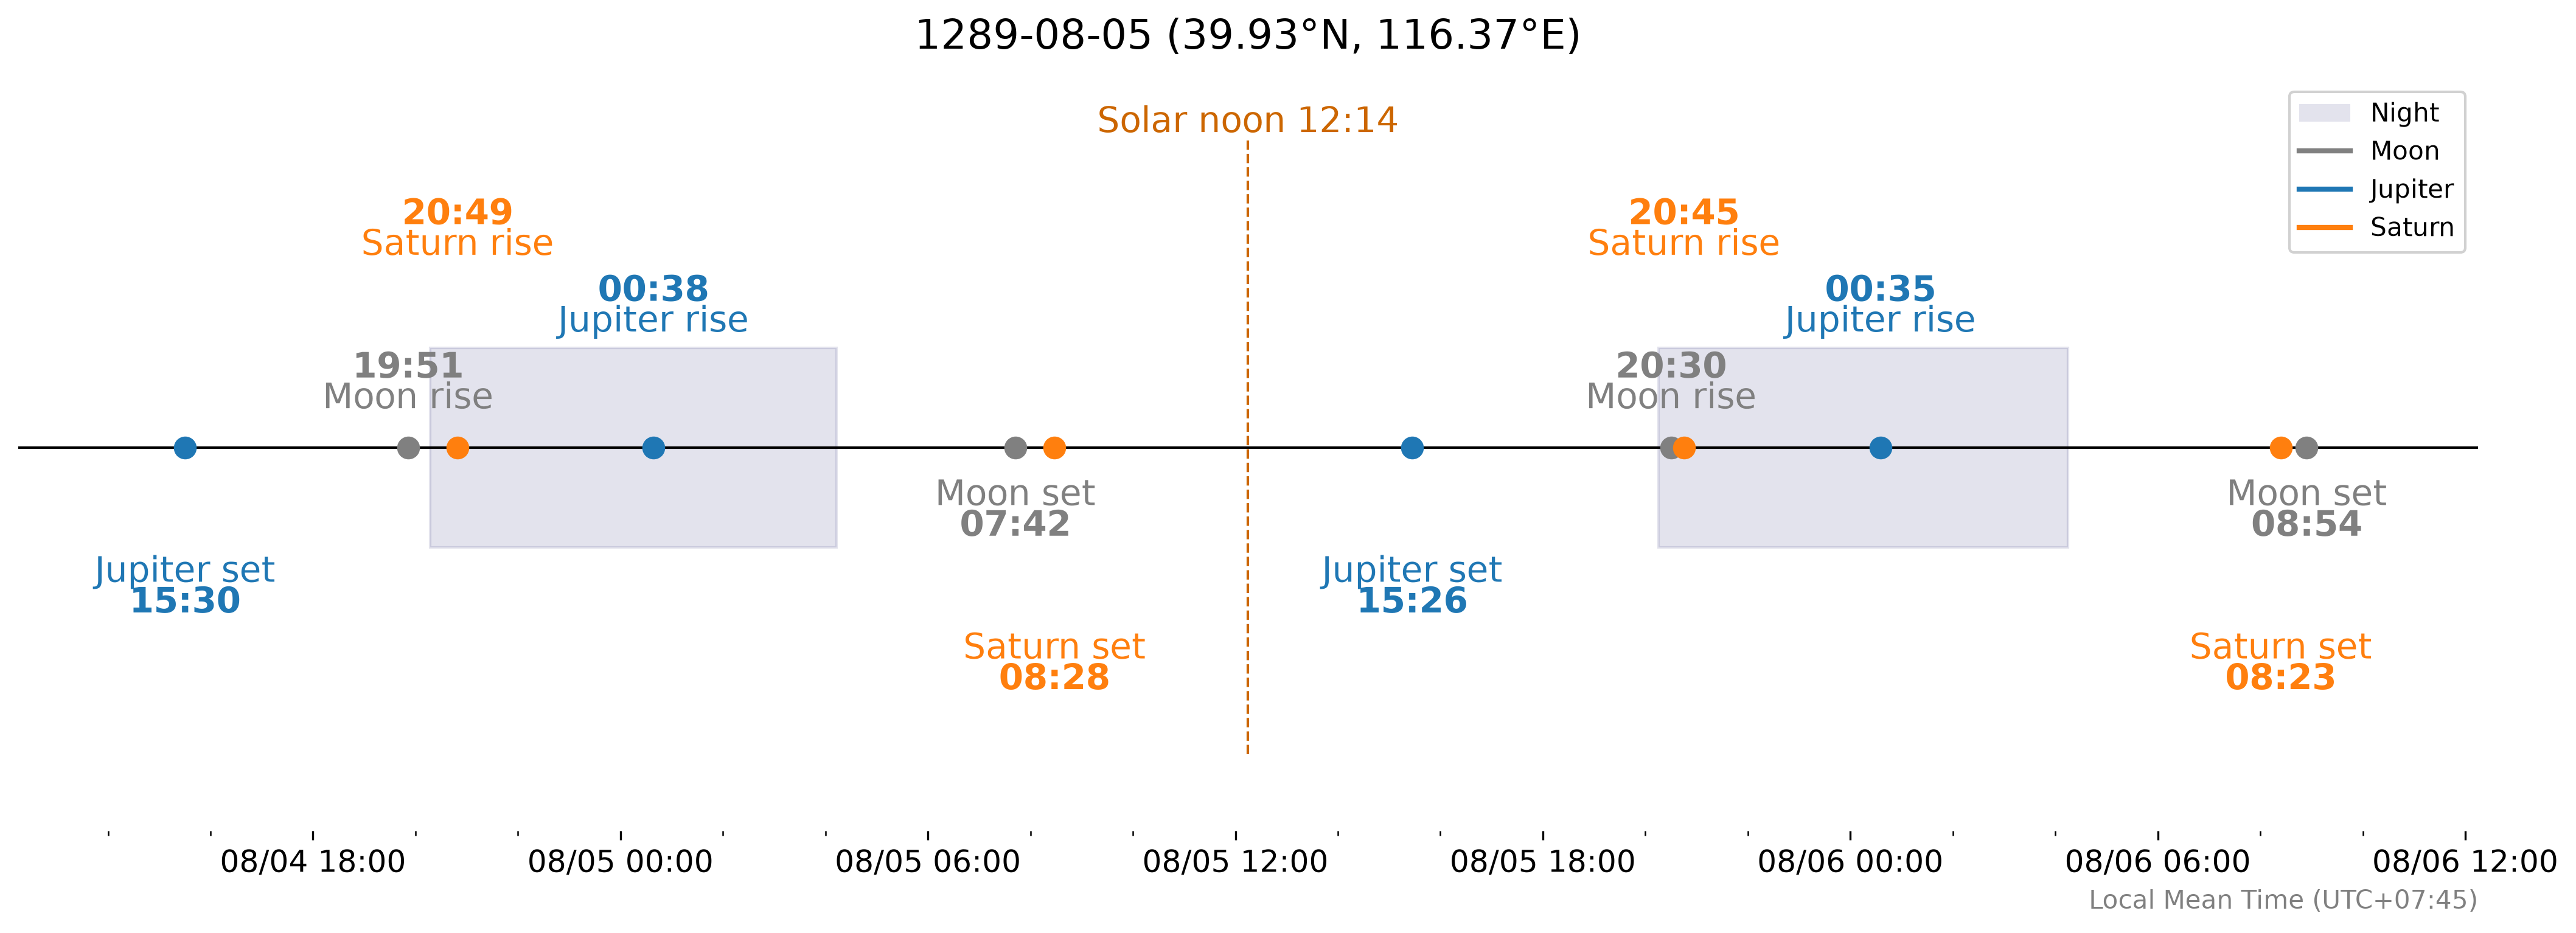 1289-08-05 (39.93°N, 116.37°E)
Solar noon 12:14
Night
Moon
Jupiter
Saturn
20:49
Saturn rise
20:45
Saturn rise
00:38
Jupiter rise
00:35
Jupiter rise
19:51
Moon rise
20:30
Moon rise
Moon set
07:42
Moon set
08:54
Jupiter set
15:30
Jupiter set
15:26
Saturn set
08:28
Saturn set
08:23
08/04 18:00
08/05 00:00
08/05 06:00
08/05 12:00
08/05 18:00
08/06 00:00
08/06 06:00
08/06 12:00
Local Mean Time (UTC+07:45)